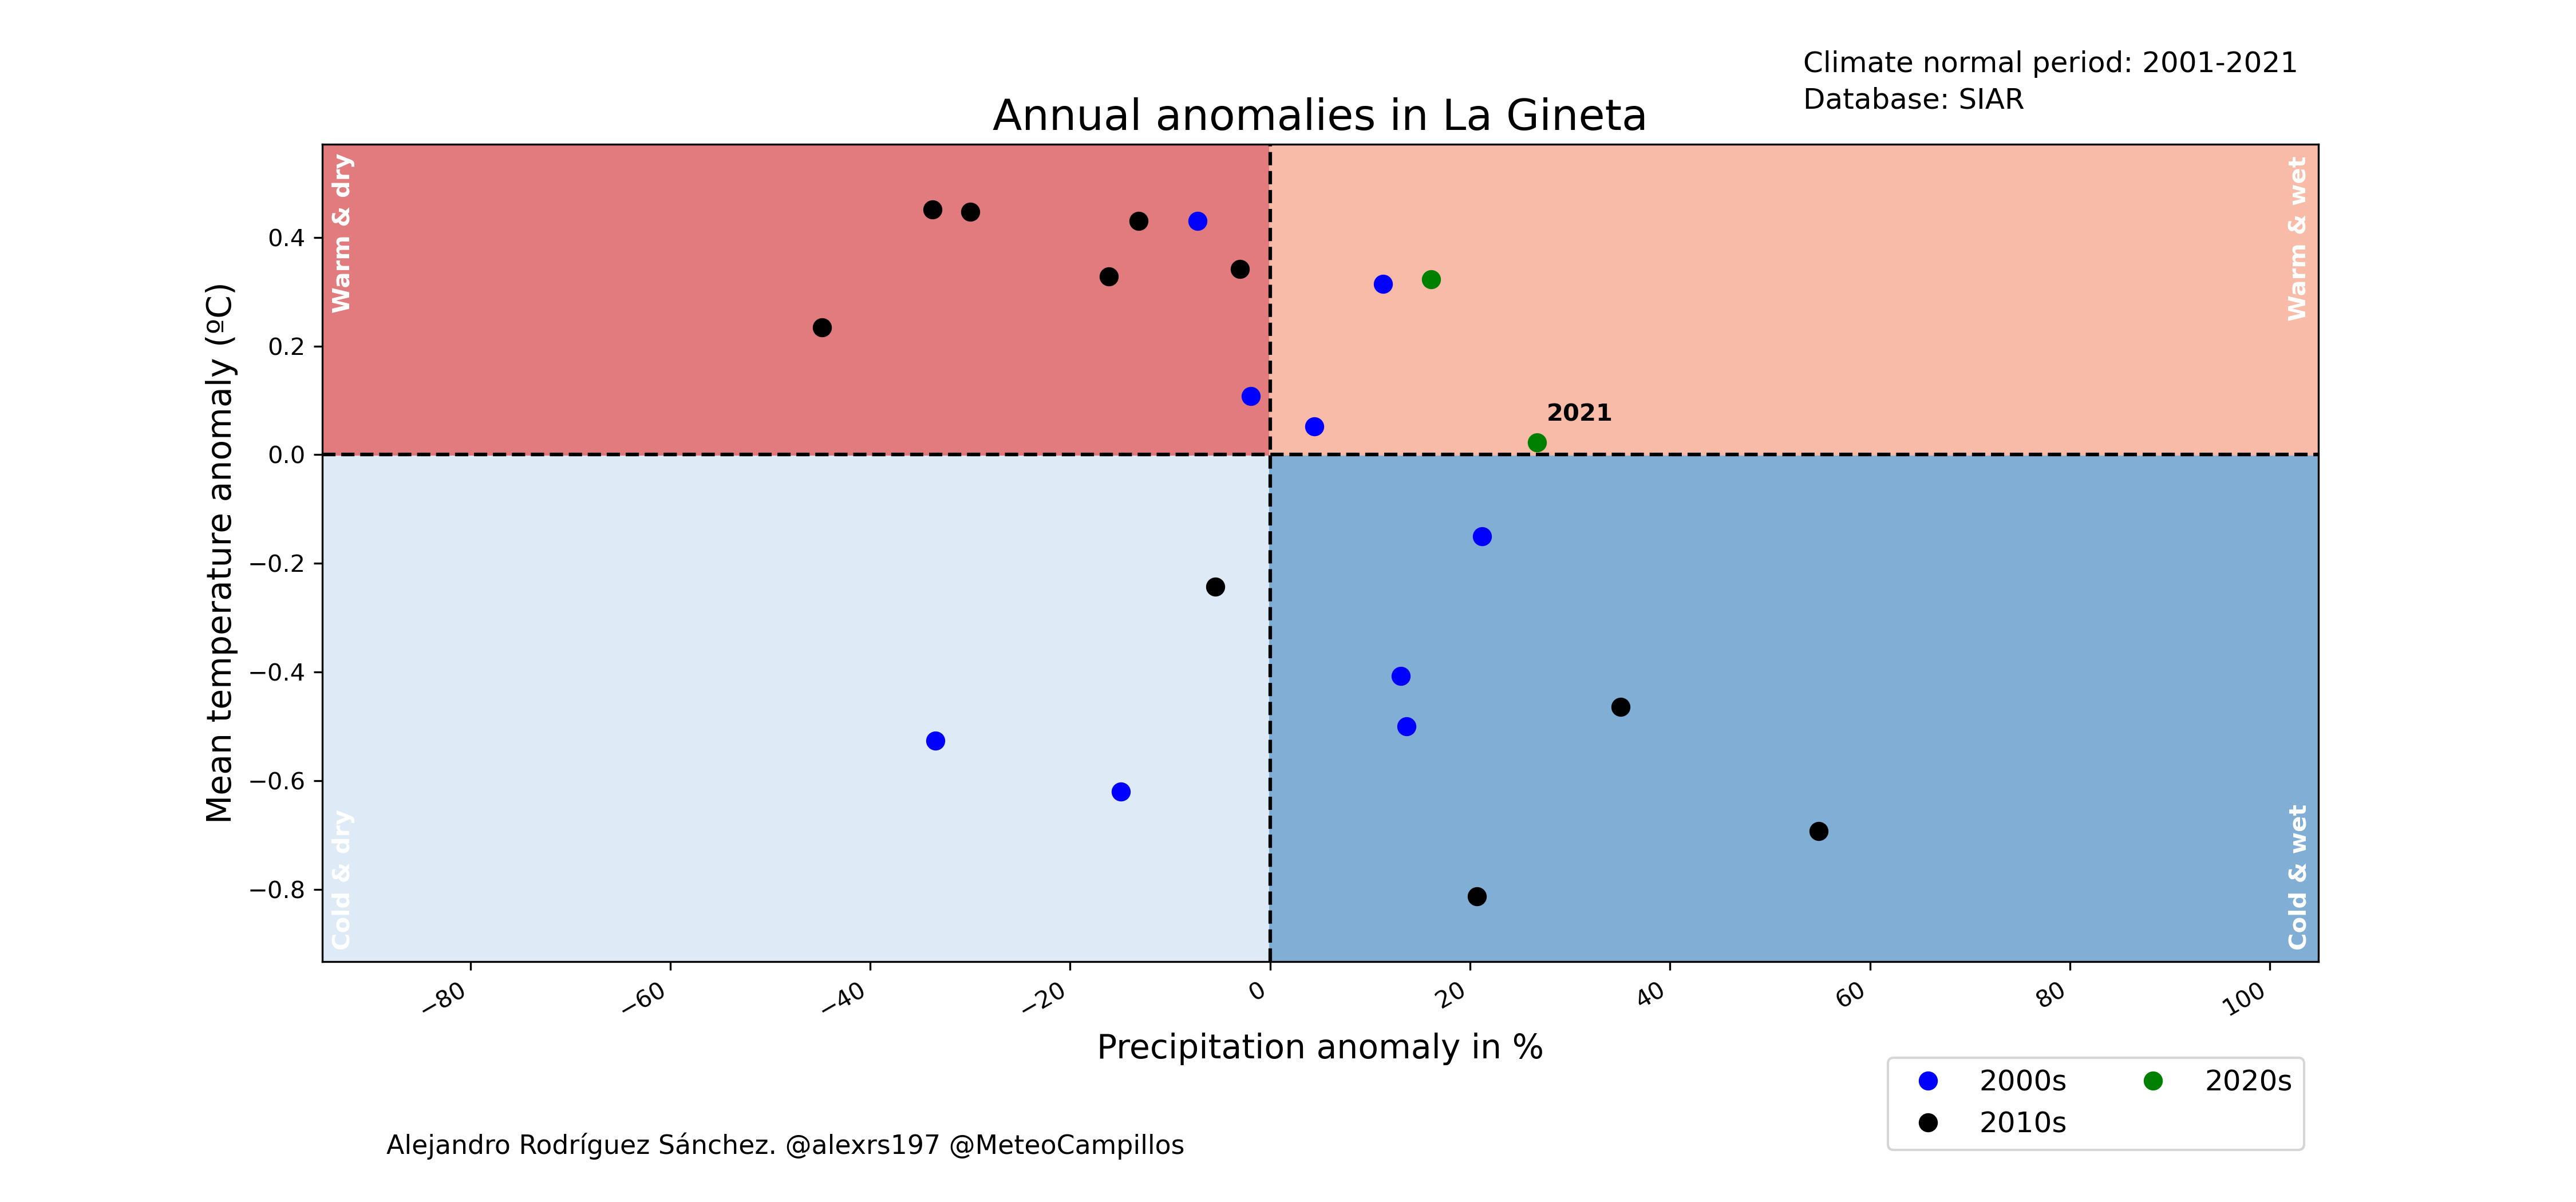 Climate normal period: 2001-2021
Database: SIAR
Annual anomalies in La Gineta
Warm & dry
Warm & wet
Mean temperature anomaly (ºC)
0.4
0.2
0.0
−0.2
−0.4
−0.6
−0.8
2021
Cold & dry
Cold & wet
−80
−60
−40
−20
0
20
40
60
80
100
Precipitation anomaly in %
2000s
2010s
2020s
Alejandro Rodríguez Sánchez. @alexrs197 @MeteoCampillos